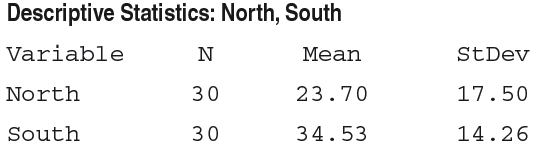 Descriptive Statistics: North, South
Variable N Mean StDev
North 30 23.70 17.50
South 30 34.53 14.26